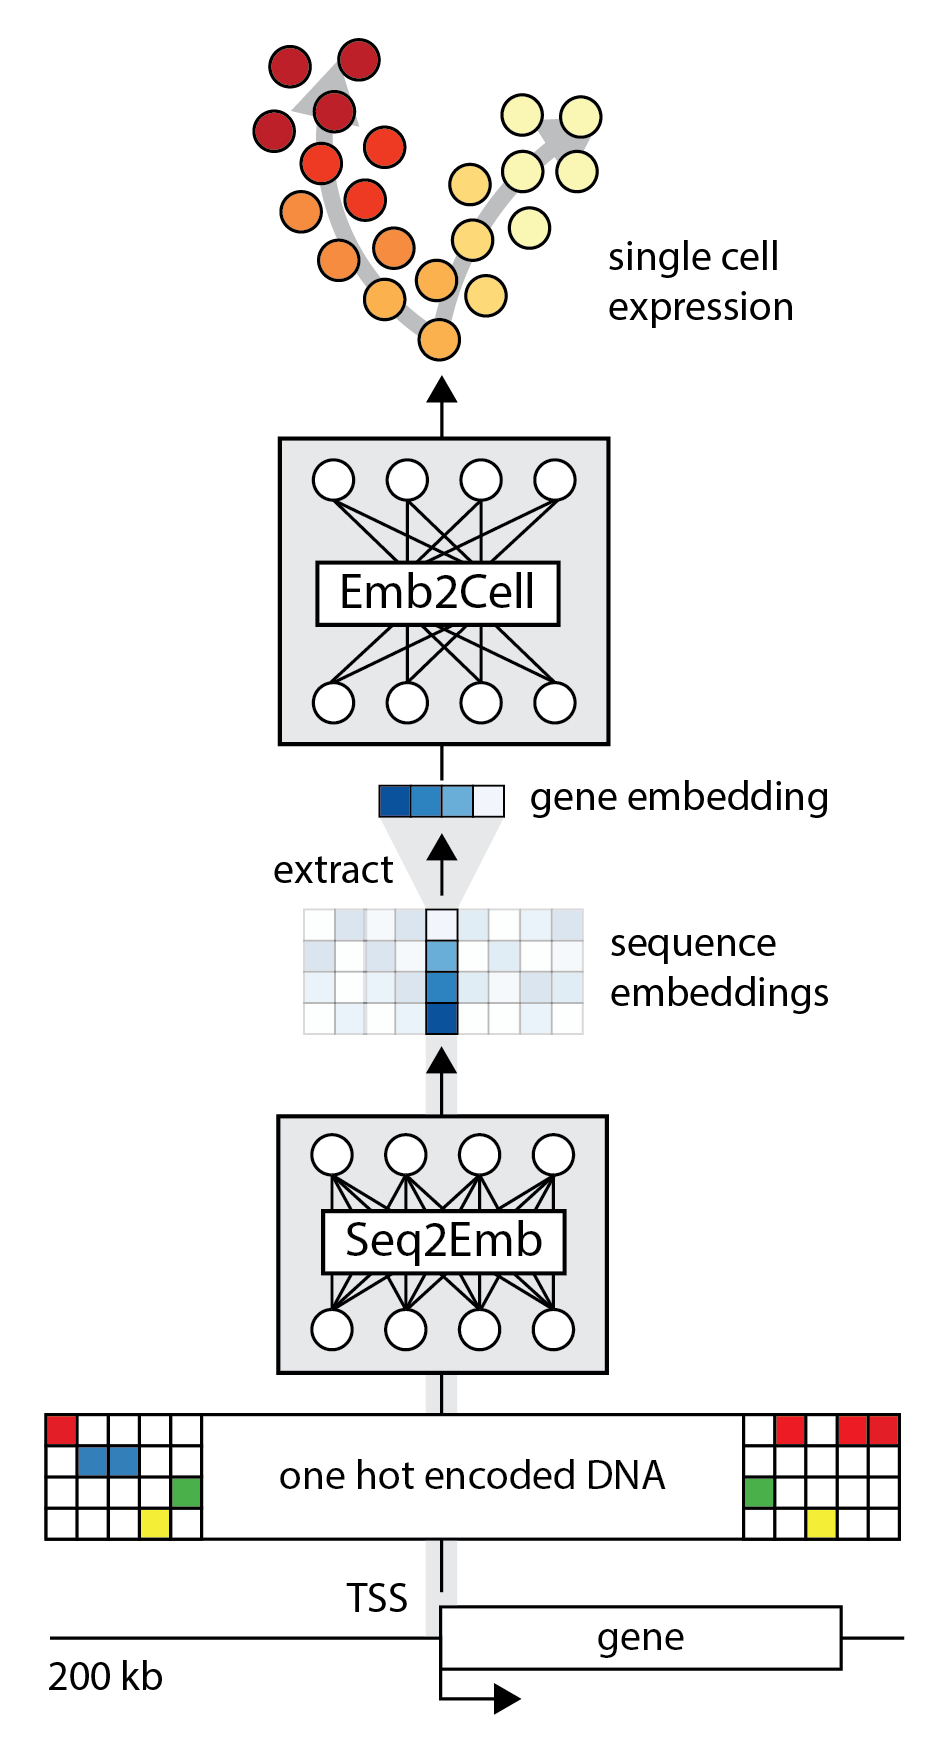 single cell
expression
Emb2Cell
gene embedding
extract
sequence
embeddings
Seq2Emb
one hot encoded DNA
TSS
gene
200 kb